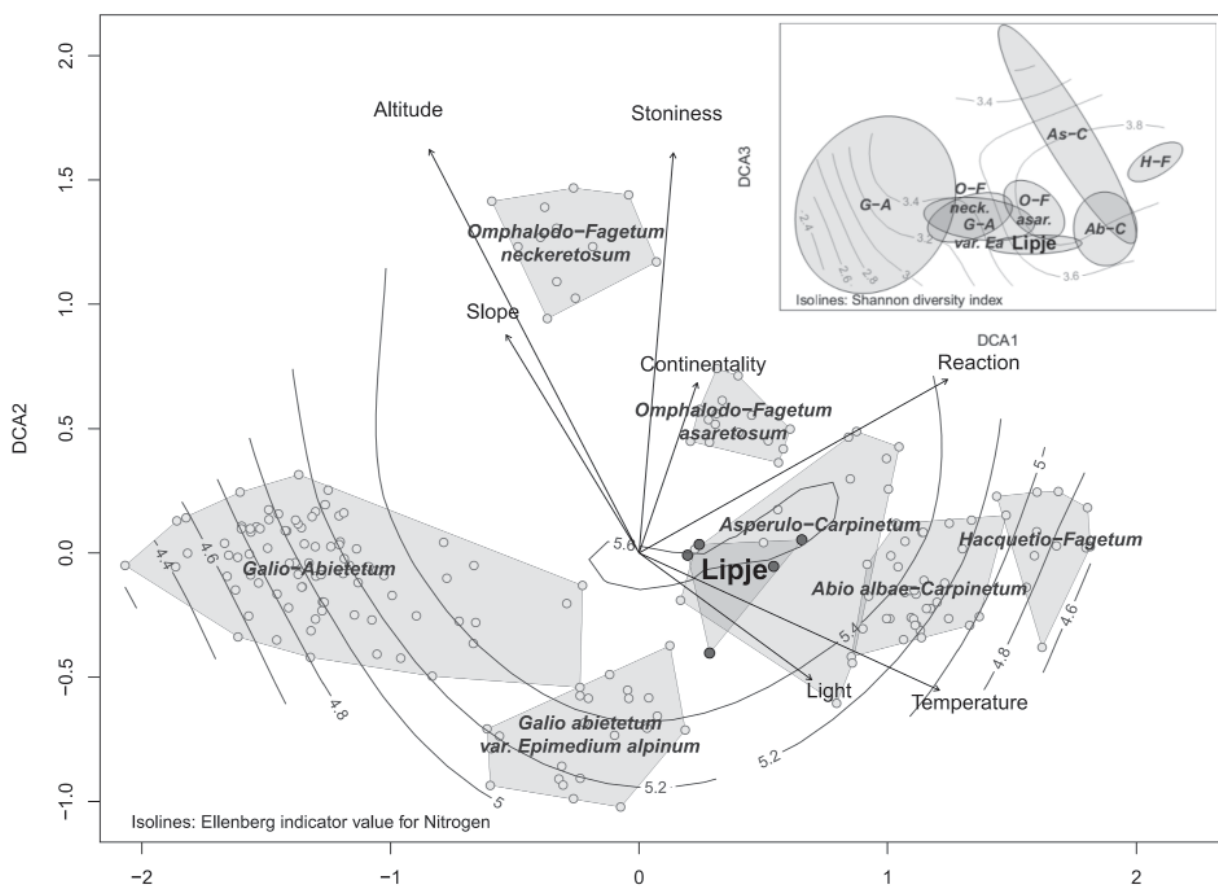 2.0
1.5
1.0
0.5
0.0
−0.5
−1.0
DCA2
−2
−1
0
1
2
Altitude
Stoniness
Slope
Continentality
Reaction
Light
Temperature
Omphalodo−Fagetum
neckeretosum
Omphalodo−Fagetum
asaretosum
Asperulo−Carpinetum
Hacquetio−Fagetum
Galio−Abietetum
Lipje
Abio albae−Carpinetum
Galio abietetum
var. Epimedium alpinum
4.4
4.6
4.8
5
5.2
5.2
5.4
5.6
5
4.8
4.6
Isolines: Ellenberg indicator value for Nitrogen
DCA3
DCA1
3.4
3.8
As−C
H−F
G−A
3.4
O−F
neck.
O−F
asar.
G−A
3.2
var. Ea
Lipje
Ab−C
2.4
2.6
2.8
3
3.6
Isolines: Shannon diversity index